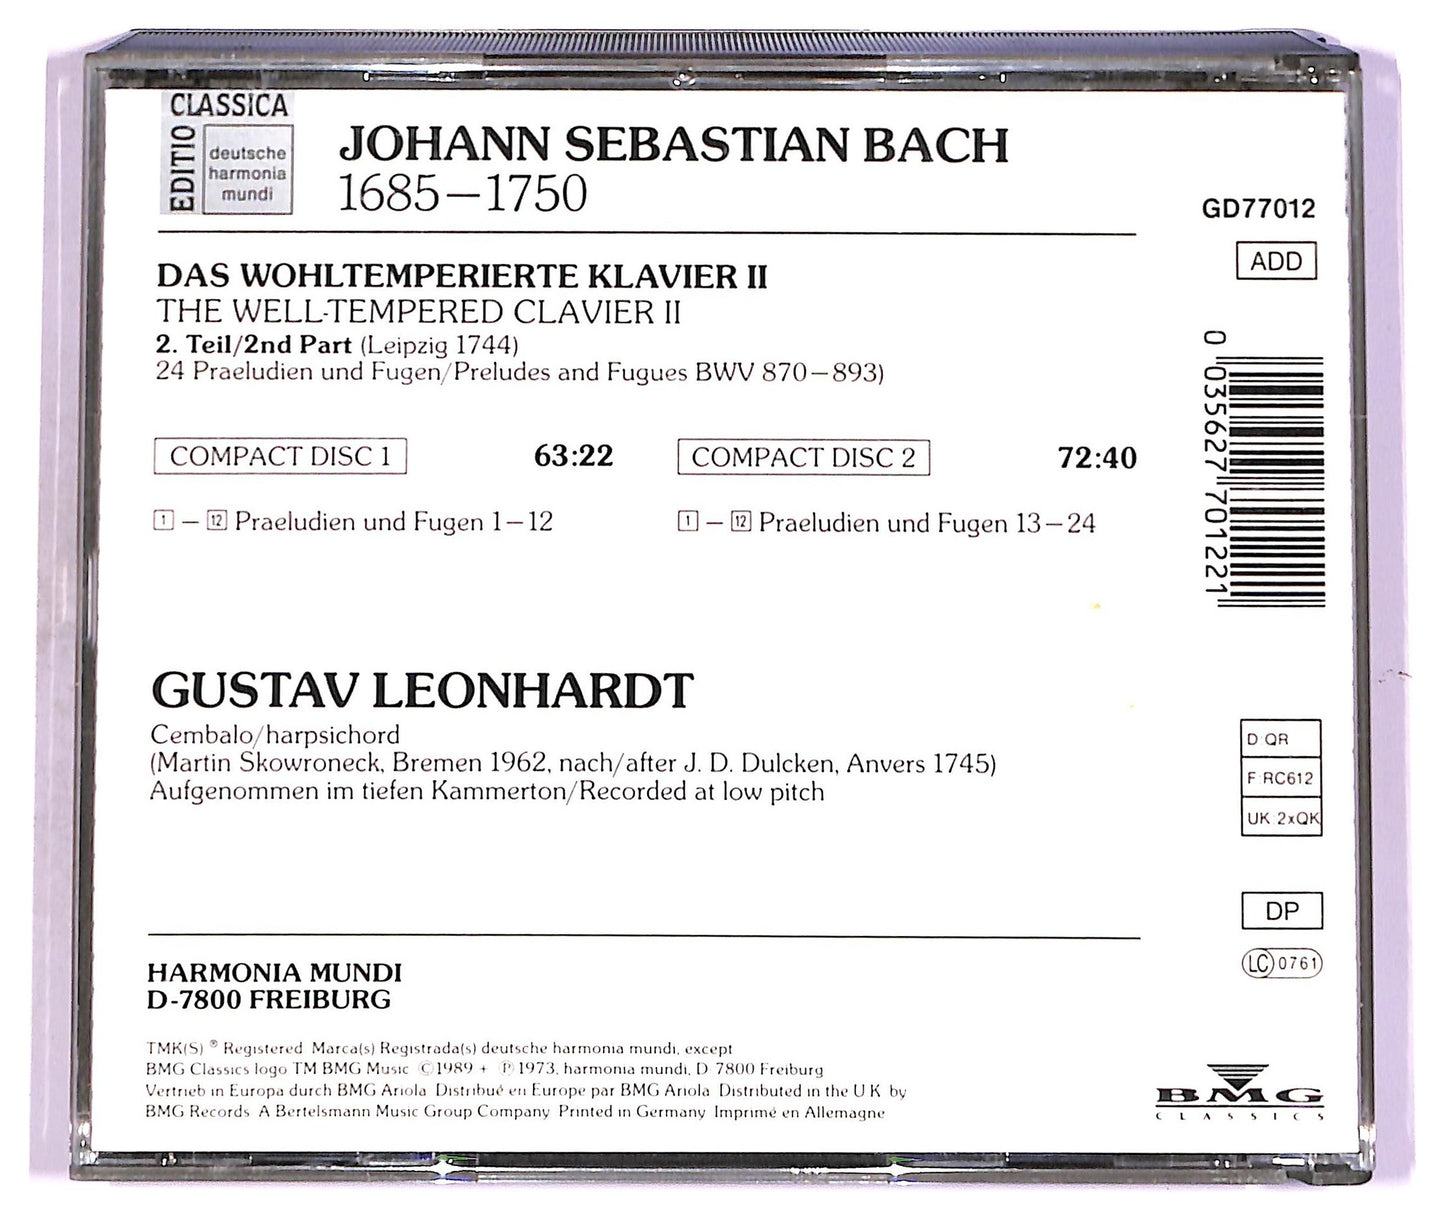 EDITIO CLASSICA
deutsche
harmonia
mundi
JOHANN SEBASTIAN BACH
1685–1750
GD77012
ADD
DAS WOHLTEMPERIERTE KLAVIER II
THE WELL-TEMPERED CLAVIER II
2. Teil/2nd Part (Leipzig 1744)
24 Praeludien und Fugen/Preludes and Fugues BWV 870–893)
0 035627 701221
COMPACT DISC 1 63:22
1 – 12 Praeludien und Fugen 1–12
COMPACT DISC 2 72:40
1 – 12 Praeludien und Fugen 13–24
GUSTAV LEONHARDT
Cembalo/harpsichord
(Martin Skowroneck, Bremen 1962, nach/after J. D. Dulcken, Anvers 1745)
Aufgenommen im tiefen Kammerton/Recorded at low pitch
D:QR
F:RC612
UK:2xQK
DP
LC 0761
HARMONIA MUNDI
D-7800 FREIBURG
TMK(S) ® Registered Marca(s) Registrada(s) deutsche harmonia mundi, except
BMG Classics logo TM BMG Music ©1989 + ℗1973, harmonia mundi, D 7800 Freiburg
Vertrieb in Europa durch BMG Ariola Distribué en Europe par BMG Ariola Distributed in the U K by
BMG Records A Bertelsmann Music Group Company Printed in Germany Imprimé en Allemagne
BMG
CLASSICS